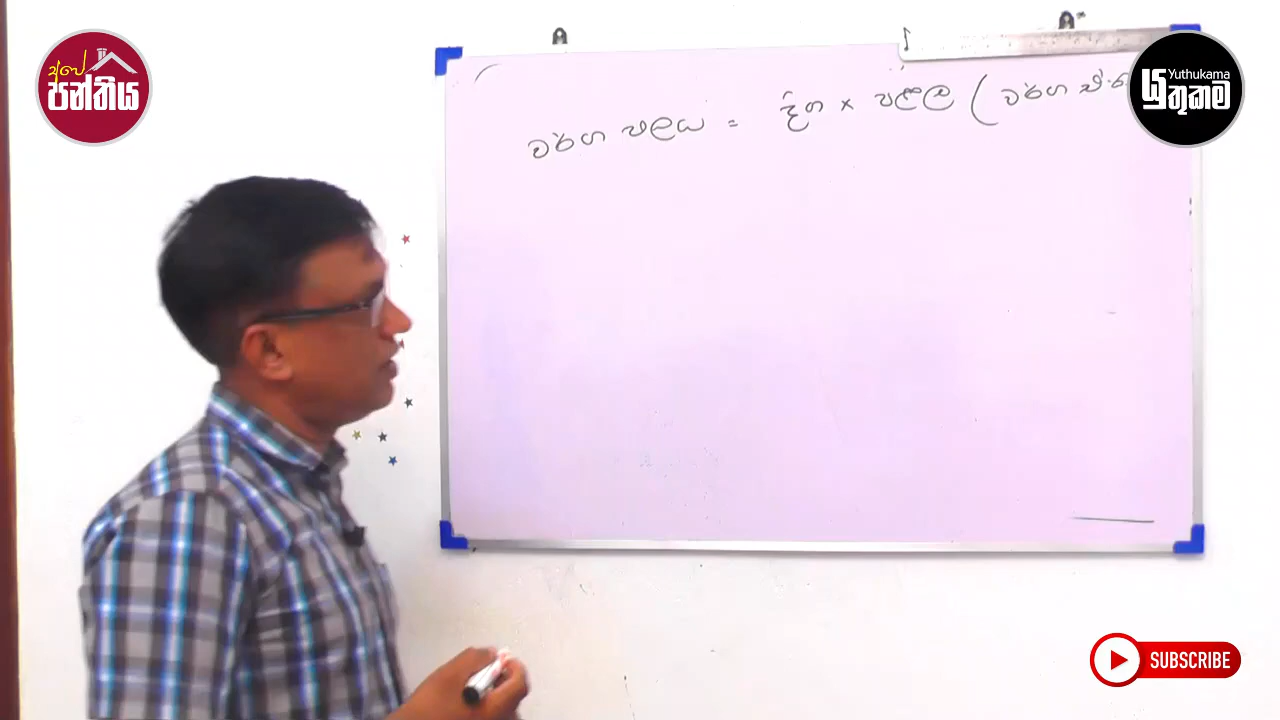 අපේ
පන්තිය
Yuthukama
යුතුකම
වර්ග ඵලය = දිග × පළල (වර්ග
SUBSCRIBE